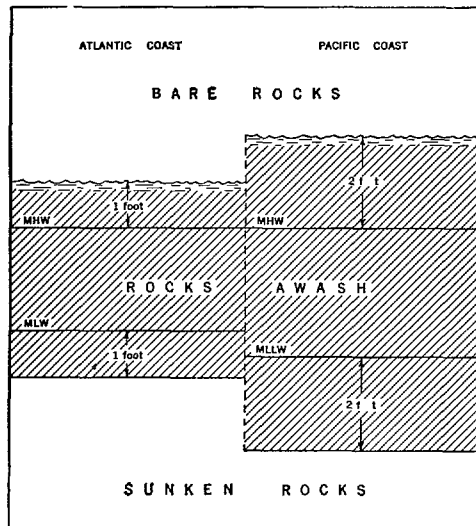 ATLANTIC COAST PACIFIC COAST
BARE ROCKS
1 foot 2 ft
MHW MHW
ROCKS AWASH
MLW
MLLW
1 foot 2 ft
SUNKEN ROCKS